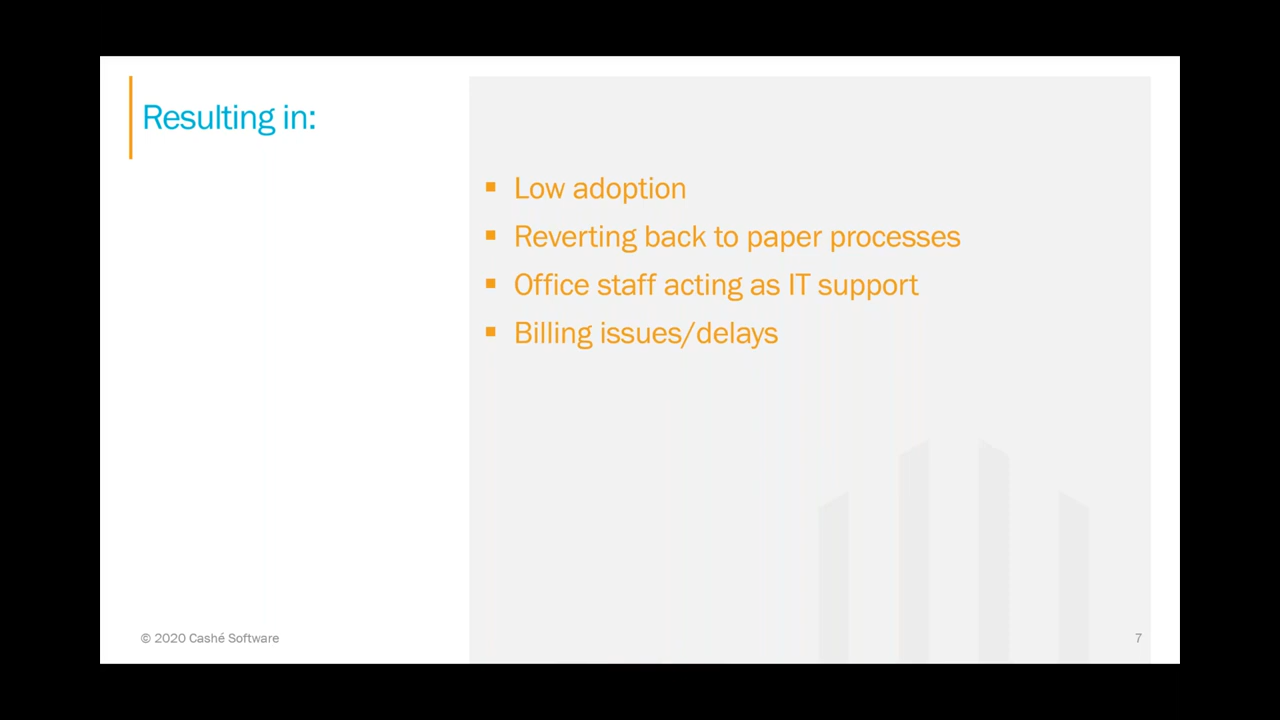 Resulting in:
▪ Low adoption
▪ Reverting back to paper processes
▪ Office staff acting as IT support
▪ Billing issues/delays
© 2020 Cashé Software
7